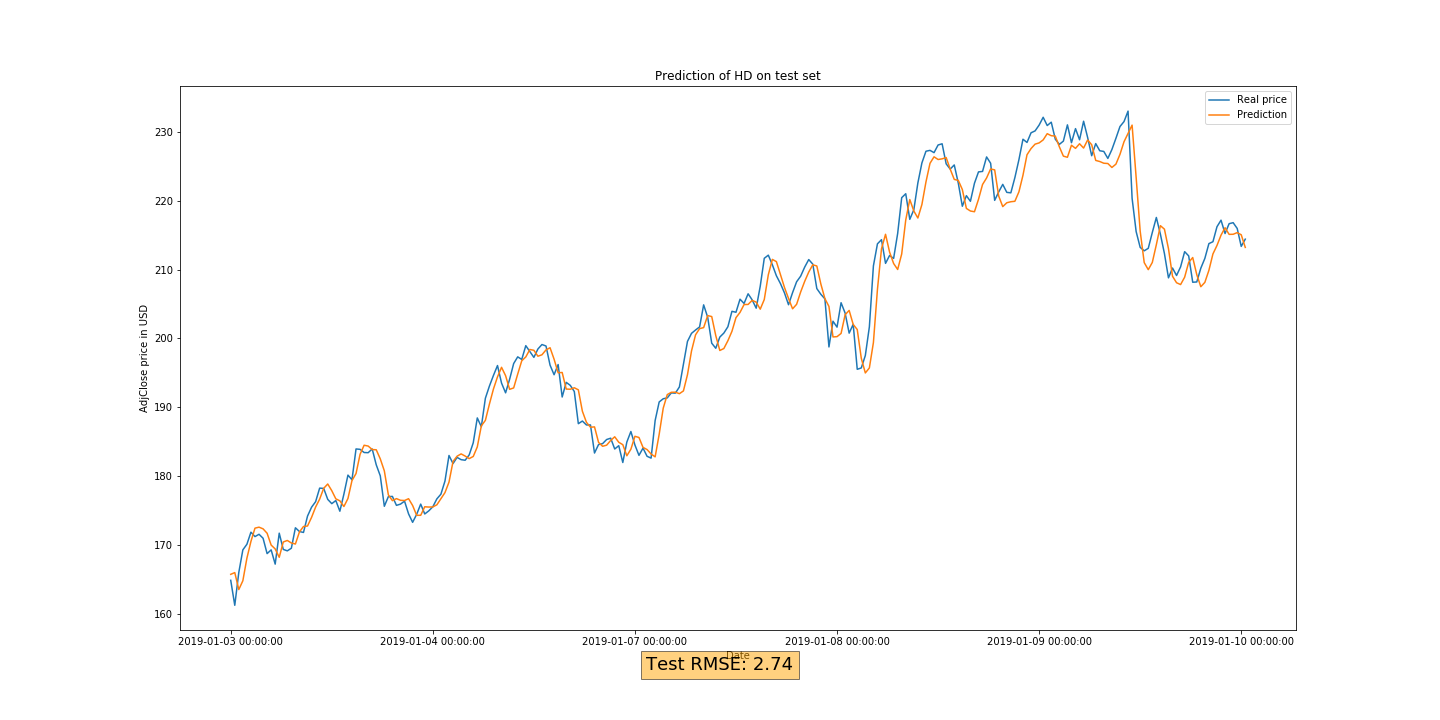 Prediction of HD on test set
Real price
Prediction
AdjClose price in USD
230
220
210
200
190
180
170
160
2019-01-03 00:00:00
2019-01-04 00:00:00
2019-01-07 00:00:00
2019-01-08 00:00:00
2019-01-09 00:00:00
2019-01-10 00:00:00
Date
Test RMSE: 2.74